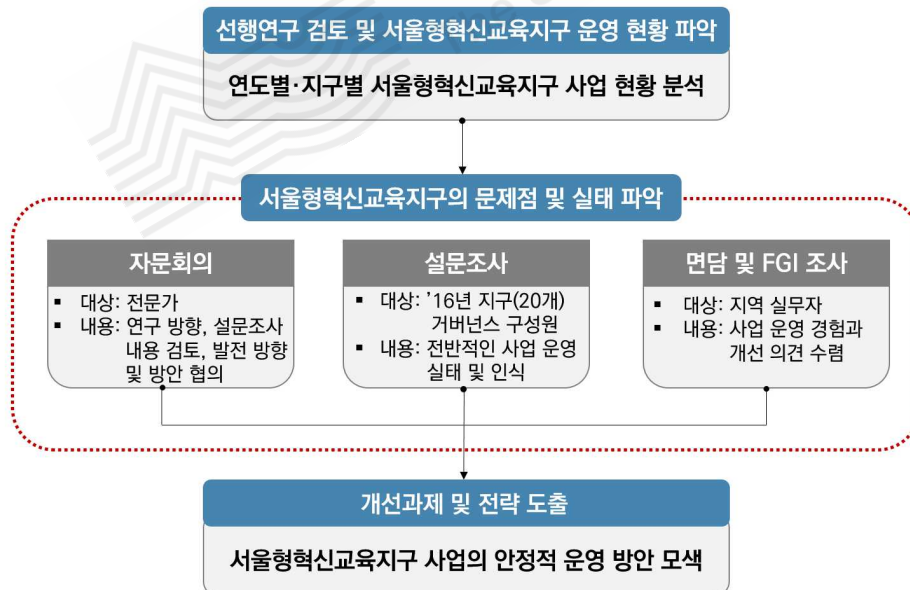 선행연구 검토 및 서울형혁신교육지구 운영 현황 파악
연도별·지구별 서울형혁신교육지구 사업 현황 분석
서울형혁신교육지구의 문제점 및 실태 파악
자문회의
▪ 대상: 전문가
▪ 내용: 연구 방향, 설문조사
내용 검토, 발전 방향
및 방안 협의
설문조사
▪ 대상: ’16년 지구(20개)
거버넌스 구성원
▪ 내용: 전반적인 사업 운영
실태 및 인식
면담 및 FGI 조사
▪ 대상: 지역 실무자
▪ 내용: 사업 운영 경험과
개선 의견 수렴
개선과제 및 전략 도출
서울형혁신교육지구 사업의 안정적 운영 방안 모색